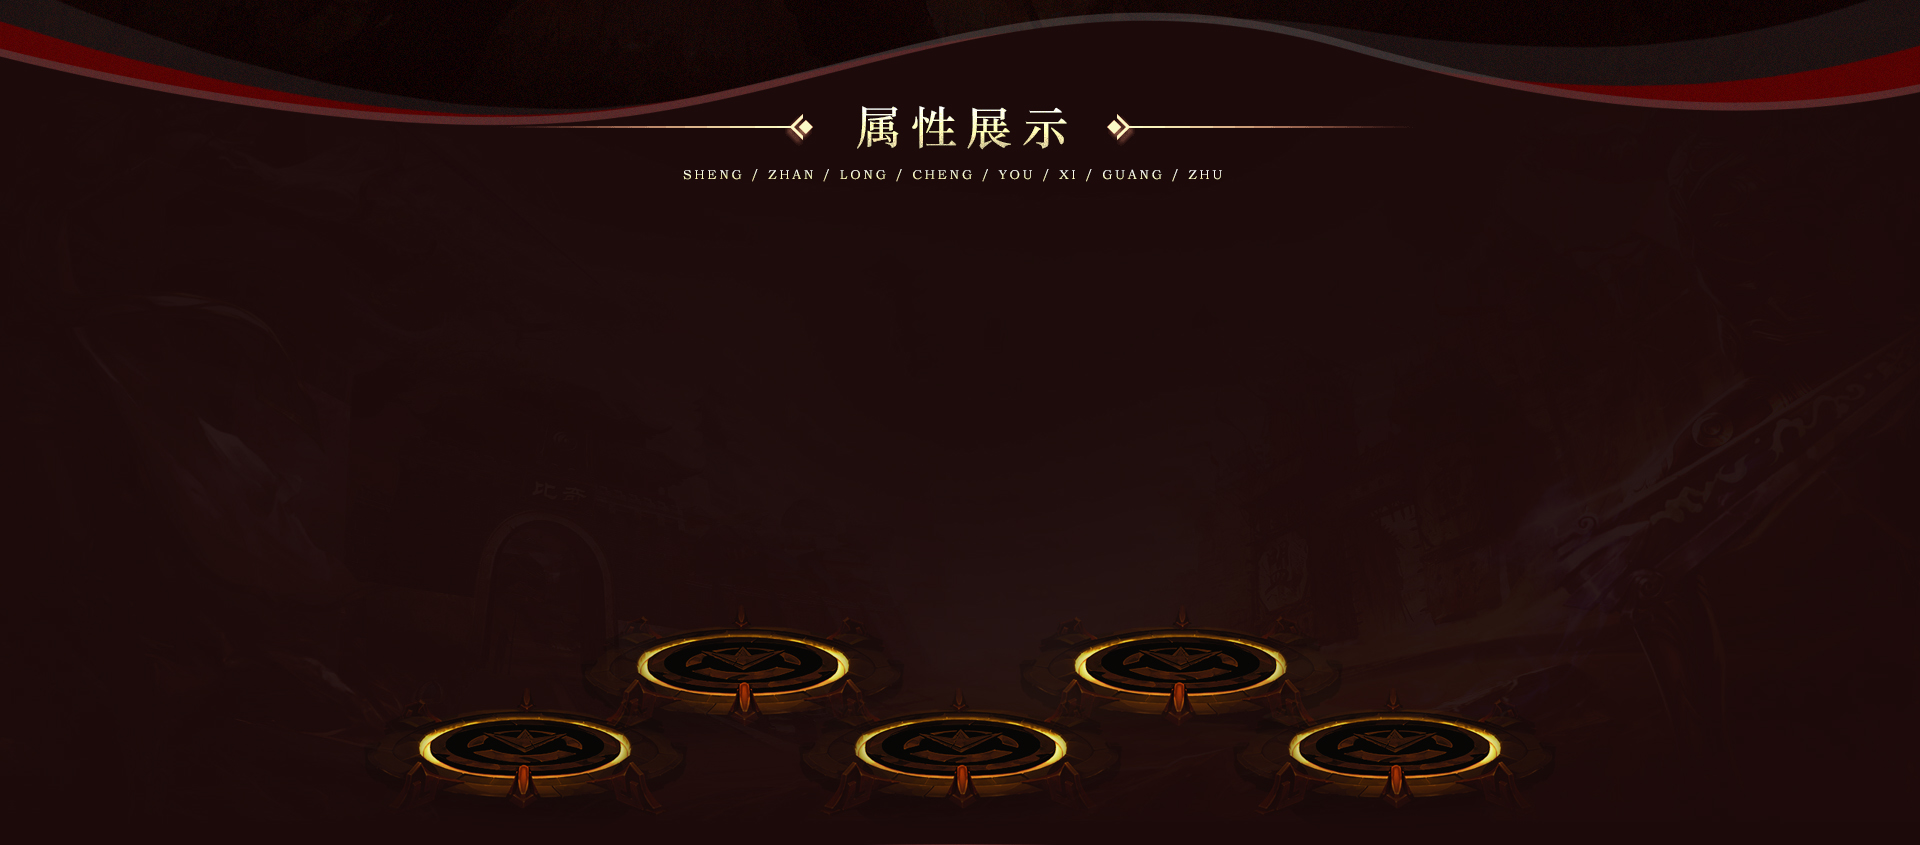 属性展示
SHENG / ZHAN / LONG / CHENG / YOU / XI / GUANG / ZHU